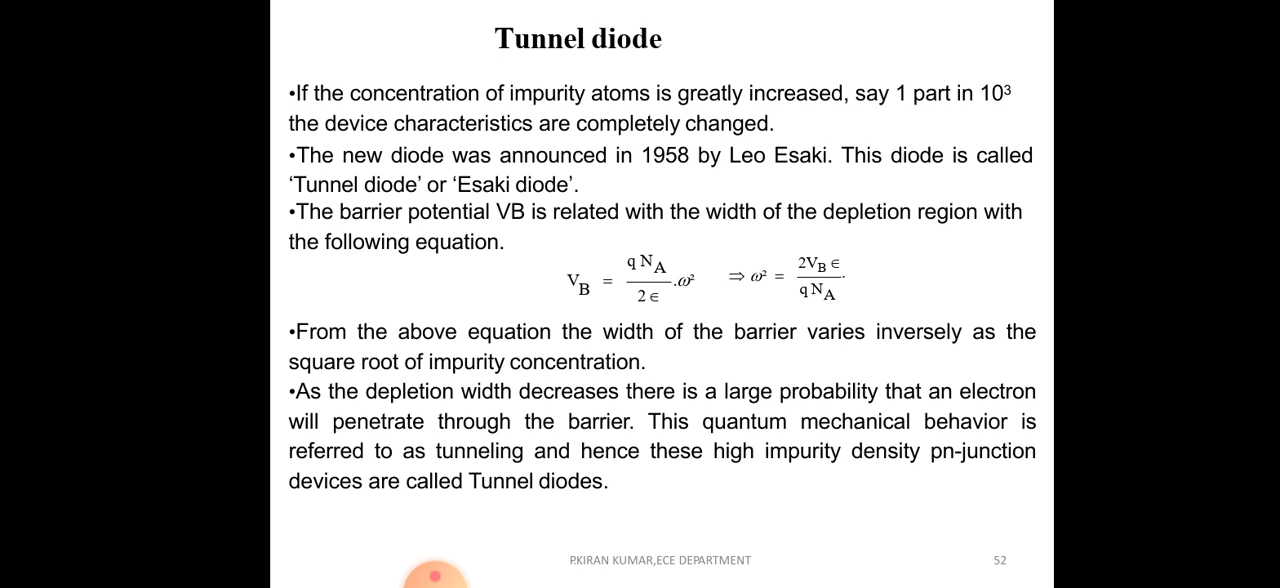 Tunnel diode
•If the concentration of impurity atoms is greatly increased, say 1 part in 10³
the device characteristics are completely changed.
•The new diode was announced in 1958 by Leo Esaki. This diode is called
‘Tunnel diode’ or ‘Esaki diode’.
•The barrier potential VB is related with the width of the depletion region with
the following equation.
V_B = q N_A / 2 ∈ .ω² ⇒ ω² = 2V_B ∈ / q N_A .
•From the above equation the width of the barrier varies inversely as the
square root of impurity concentration.
•As the depletion width decreases there is a large probability that an electron
will penetrate through the barrier. This quantum mechanical behavior is
referred to as tunneling and hence these high impurity density pn-junction
devices are called Tunnel diodes.
P.KIRAN KUMAR,ECE DEPARTMENT 52